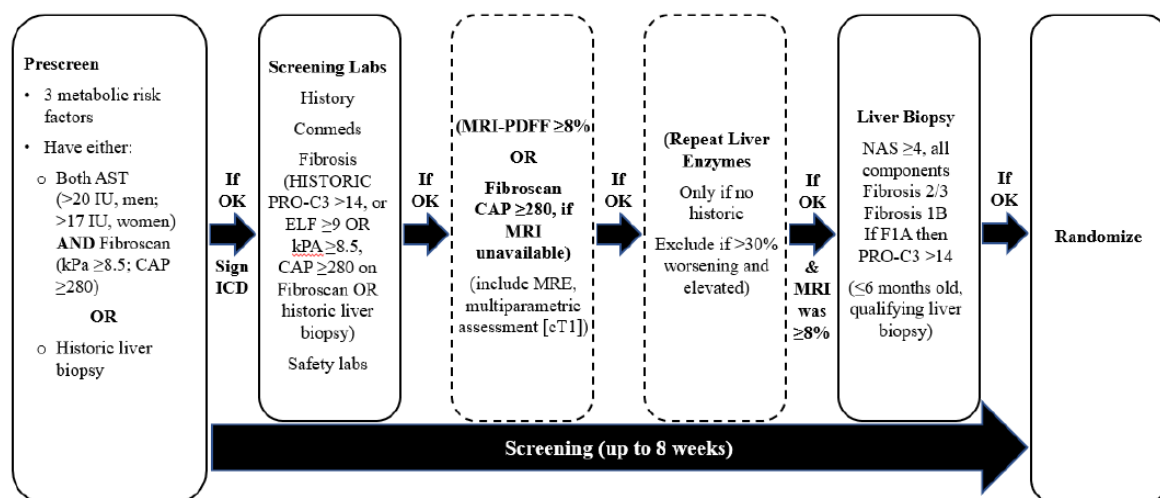 Prescreen
• 3 metabolic risk
factors
• Have either:
o Both AST
(>20 IU, men;
>17 IU, women)
AND Fibroscan
(kPa ≥8.5; CAP
≥280)
OR
o Historic liver
biopsy
If
OK
Sign
ICD
Screening Labs
History
Conmeds
Fibrosis
(HISTORIC
PRO-C3 >14, or
ELF ≥9 OR
kPA ≥8.5,
CAP ≥280 on
Fibroscan OR
historic liver
biopsy)
Safety labs
If
OK
(MRI-PDFF ≥8%
OR
Fibroscan
CAP ≥280, if
MRI
unavailable)
(include MRE,
multiparametric
assessment [cT1])
If
OK
(Repeat Liver
Enzymes
Only if no
historic
Exclude if >30%
worsening and
elevated)
If
OK
&
MRI
was
≥8%
Liver Biopsy
NAS ≥4, all
components
Fibrosis 2/3
Fibrosis 1B
If F1A then
PRO-C3 >14
(≤6 months old,
qualifying liver
biopsy)
If
OK
Randomize
Screening (up to 8 weeks)